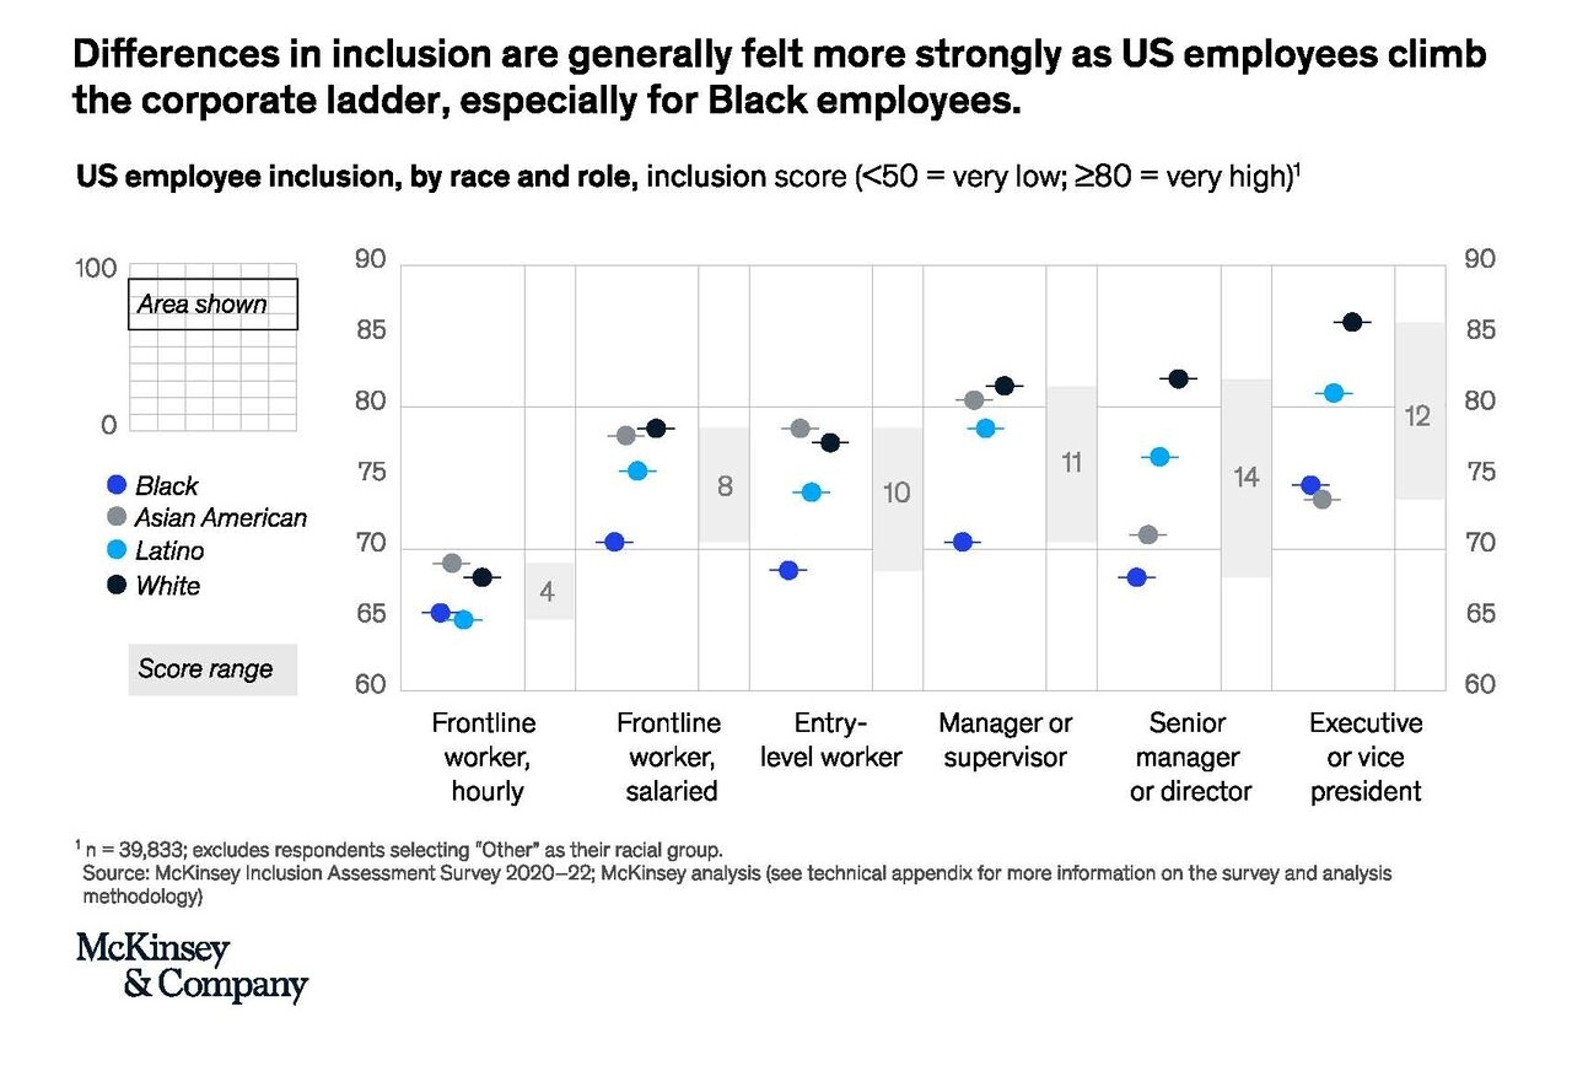 Differences in inclusion are generally felt more strongly as US employees climb
the corporate ladder, especially for Black employees.
US employee inclusion, by race and role, inclusion score (<50 = very low; ≥80 = very high)¹
100
Area shown
0
Black
Asian American
Latino
White
Score range
90
85
80
75
70
65
60
4
8
10
11
14
12
90
85
80
75
70
65
60
Frontline
worker,
hourly
Frontline
worker,
salaried
Entry-
level worker
Manager or
supervisor
Senior
manager
or director
Executive
or vice
president
¹ n = 39,833; excludes respondents selecting "Other" as their racial group.
Source: McKinsey Inclusion Assessment Survey 2020–22; McKinsey analysis (see technical appendix for more information on the survey and analysis
methodology)
McKinsey
& Company